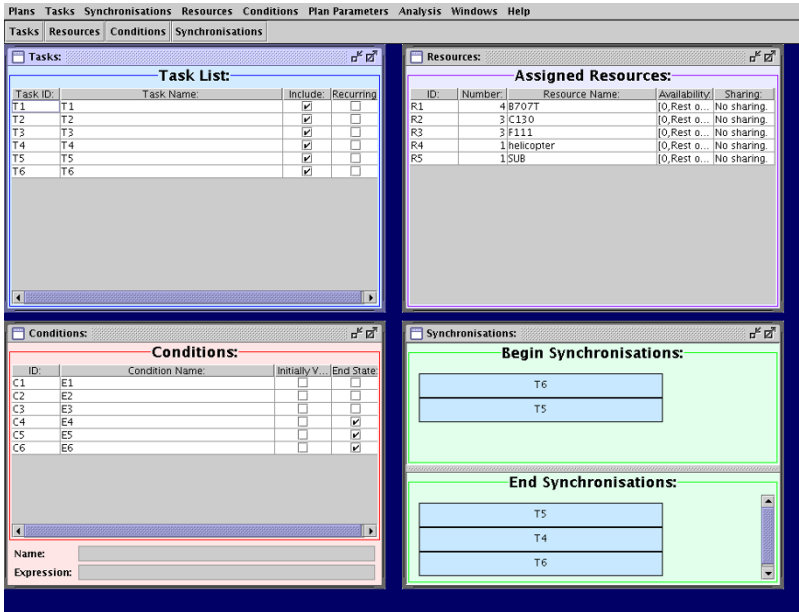 Plans Tasks Synchronisations Resources Conditions Plan Parameters Analysis Windows Help
Tasks Resources Conditions Synchronisations
Tasks:
Task List:
Task ID: Task Name: Include: Recurring
T1 T1
T2 T2
T3 T3
T4 T4
T5 T5
T6 T6
Resources:
Assigned Resources:
ID: Number: Resource Name: Availability: Sharing:
R1 4 B707T [0,Rest o... No sharing.
R2 3 C130 [0,Rest o... No sharing.
R3 3 F111 [0,Rest o... No sharing.
R4 1 helicopter [0,Rest o... No sharing.
R5 1 SUB [0,Rest o... No sharing.
Conditions:
Conditions:
ID: Condition Name: Initially V... End State:
C1 E1
C2 E2
C3 E3
C4 E4
C5 E5
C6 E6
Name:
Expression:
Synchronisations:
Begin Synchronisations:
T6
T5
End Synchronisations:
T5
T4
T6